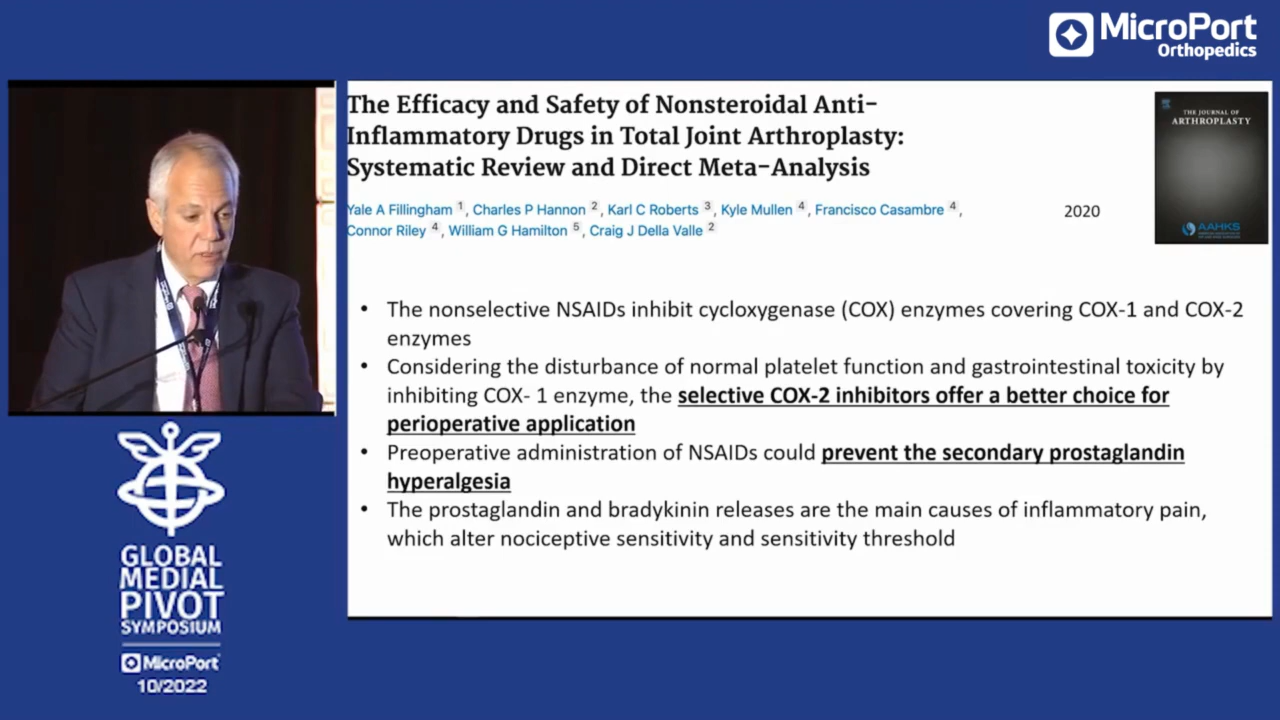 MicroPort
Orthopedics
The Efficacy and Safety of Nonsteroidal Anti-
Inflammatory Drugs in Total Joint Arthroplasty:
Systematic Review and Direct Meta-Analysis
Yale A Fillingham 1, Charles P Hannon 2, Karl C Roberts 3, Kyle Mullen 4, Francisco Casambre 4,
Connor Riley 4, William G Hamilton 5, Craig J Della Valle 2
2020
THE JOURNAL OF
ARTHROPLASTY
AAHKS
• The nonselective NSAIDs inhibit cycloxygenase (COX) enzymes covering COX-1 and COX-2
enzymes
• Considering the disturbance of normal platelet function and gastrointestinal toxicity by
inhibiting COX- 1 enzyme, the selective COX-2 inhibitors offer a better choice for
perioperative application
• Preoperative administration of NSAIDs could prevent the secondary prostaglandin
hyperalgesia
• The prostaglandin and bradykinin releases are the main causes of inflammatory pain,
which alter nociceptive sensitivity and sensitivity threshold
GLOBAL
MEDIAL
PIVOT
SYMPOSIUM
MicroPort
10/2022